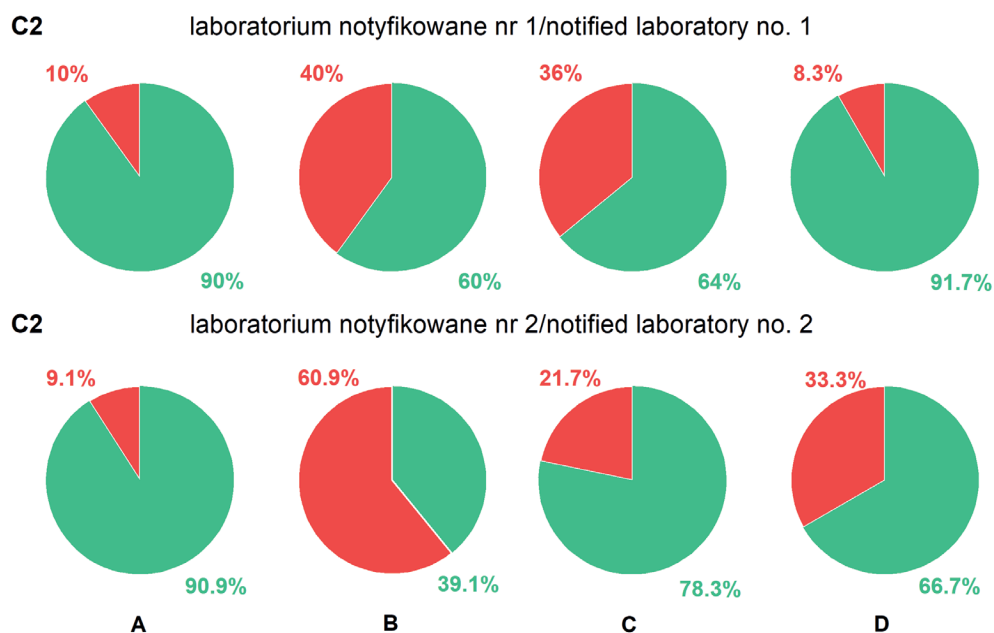 C2 laboratorium notyfikowane nr 1/notified laboratory no. 1
10% 40% 36% 8.3%
90% 60% 64% 91.7%
C2 laboratorium notyfikowane nr 2/notified laboratory no. 2
9.1% 60.9% 21.7% 33.3%
90.9% 39.1% 78.3% 66.7%
A B C D